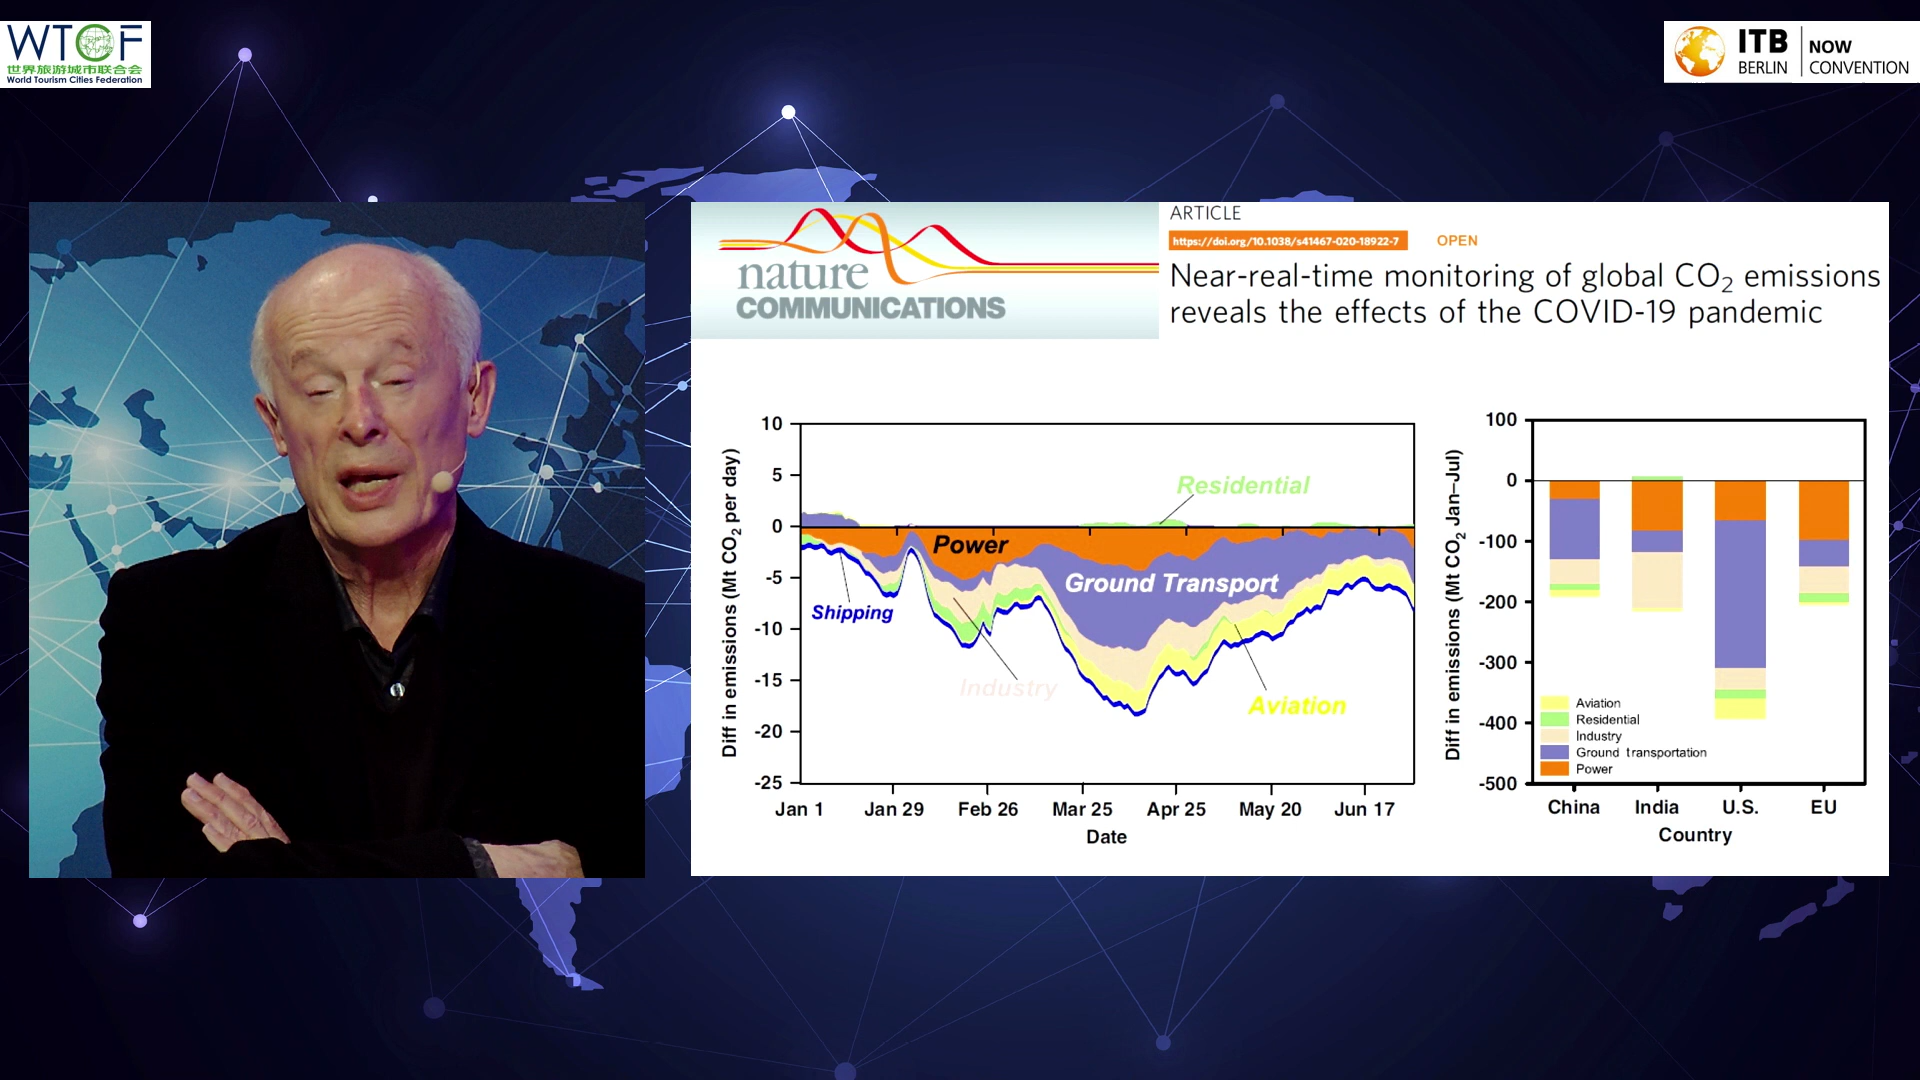 WTCF
世界旅游城市联合会
World Tourism Cities Federation
ITB
BERLIN
NOW
CONVENTION
nature
COMMUNICATIONS
ARTICLE
https://doi.org/10.1038/s41467-020-18922-7
OPEN
Near-real-time monitoring of global CO₂ emissions
reveals the effects of the COVID-19 pandemic
Diff in emissions (Mt CO₂ per day)
10
5
0
-5
-10
-15
-20
-25
Residential
Power
Ground Transport
Shipping
Industry
Aviation
Jan 1
Jan 29
Feb 26
Mar 25
Apr 25
May 20
Jun 17
Date
Diff in emissions (Mt CO₂ Jan–Jul)
100
0
-100
-200
-300
-400
-500
Aviation
Residential
Industry
Ground transportation
Power
China
India
U.S.
EU
Country